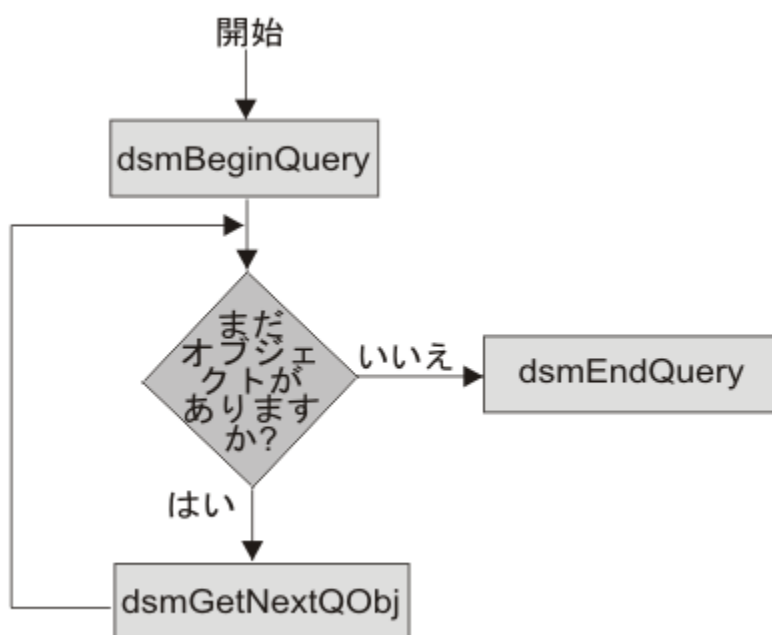 開始
dsmBeginQuery
まだ
オブジェ
クトが
あります
か?
いいえ
dsmEndQuery
はい
dsmGetNextQObj